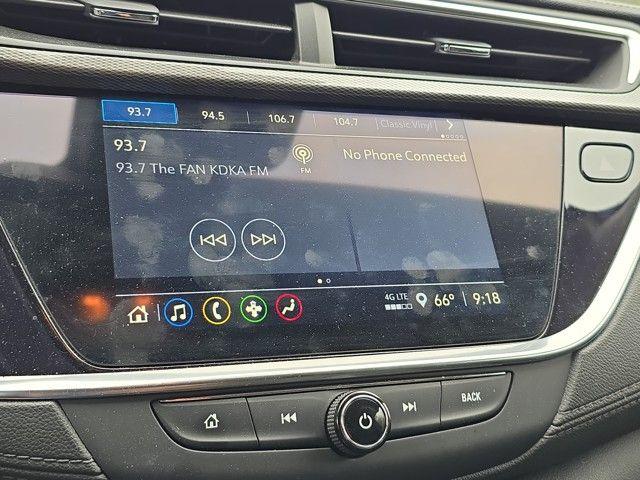 93.7 94.5 106.7 104.7 Classic Vinyl
93.7
93.7 The FAN KDKA FM
FM
No Phone Connected
4G LTE 66° 9:18
BACK